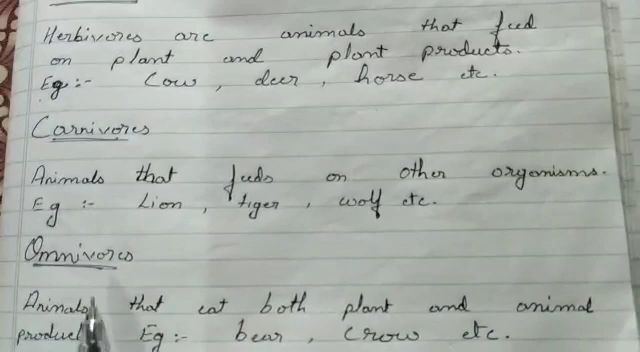 Herbivores are animals that feed
on plant and plant products.
Eg :- Cow, deer, horse etc.
Carnivores
Animals that feeds on other organisms.
Eg :- Lion, tiger, wolf etc.
Omnivores
Animals that eat both plant and animal
product Eg :- bear, crow etc.